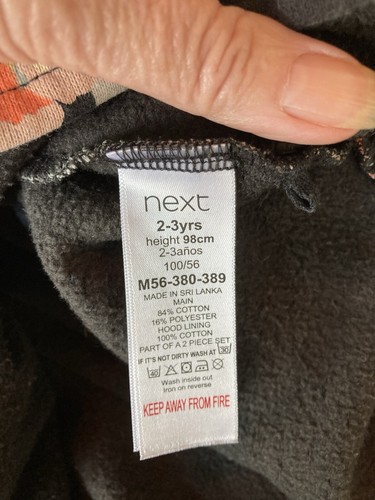 next
2-3yrs
height 98cm
2-3años
100/56
M56-380-389
MADE IN SRI LANKA
MAIN
84% COTTON
16% POLYESTER
HOOD LINING
100% COTTON
PART OF A 2 PIECE SET
IF IT'S NOT DIRTY WASH AT 30
40
Wash inside out
Iron on reverse
KEEP AWAY FROM FIRE